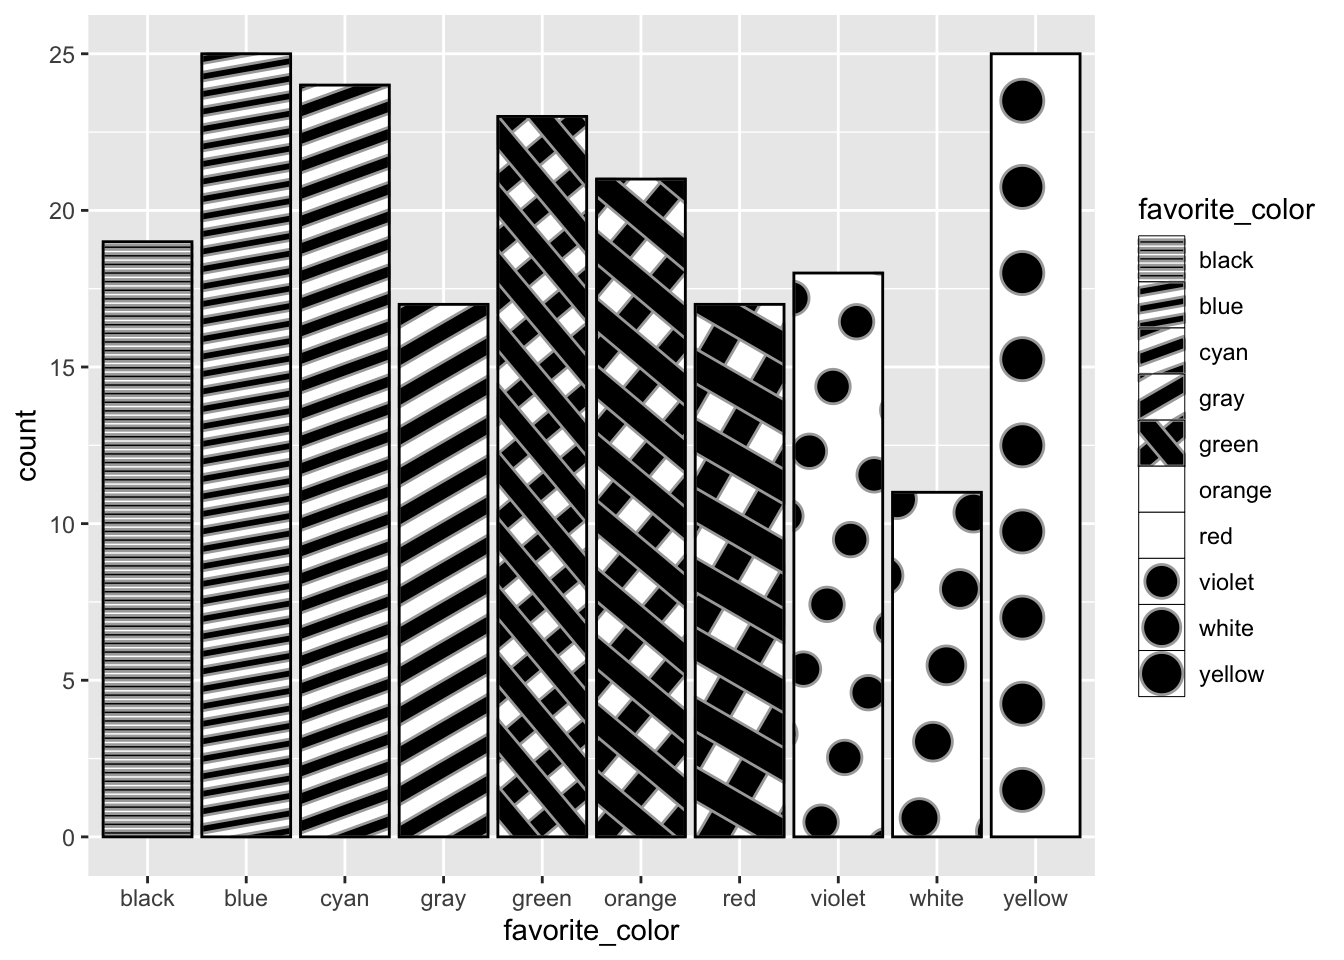 count
25
20
15
10
5
0
black blue cyan gray green orange red violet white yellow
favorite_color
favorite_color
black
blue
cyan
gray
green
orange
red
violet
white
yellow